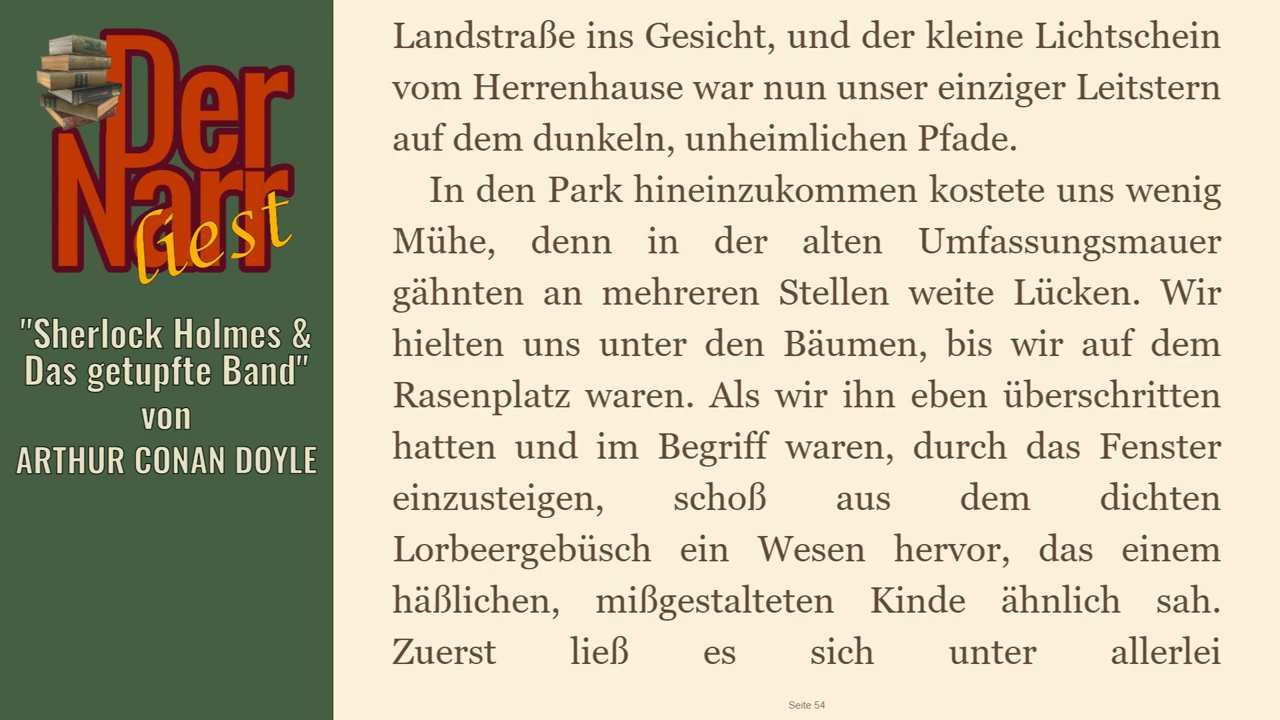 Der
Narr
liest
"Sherlock Holmes &
Das getupfte Band"
von
ARTHUR CONAN DOYLE
Landstraße ins Gesicht, und der kleine Lichtschein
vom Herrenhause war nun unser einziger Leitstern
auf dem dunkeln, unheimlichen Pfade.
In den Park hineinzukommen kostete uns wenig
Mühe, denn in der alten Umfassungsmauer
gähnten an mehreren Stellen weite Lücken. Wir
hielten uns unter den Bäumen, bis wir auf dem
Rasenplatz waren. Als wir ihn eben überschritten
hatten und im Begriff waren, durch das Fenster
einzusteigen, schoß aus dem dichten
Lorbeergebüsch ein Wesen hervor, das einem
häßlichen, mißgestalteten Kinde ähnlich sah.
Zuerst ließ es sich unter allerlei
Seite 54